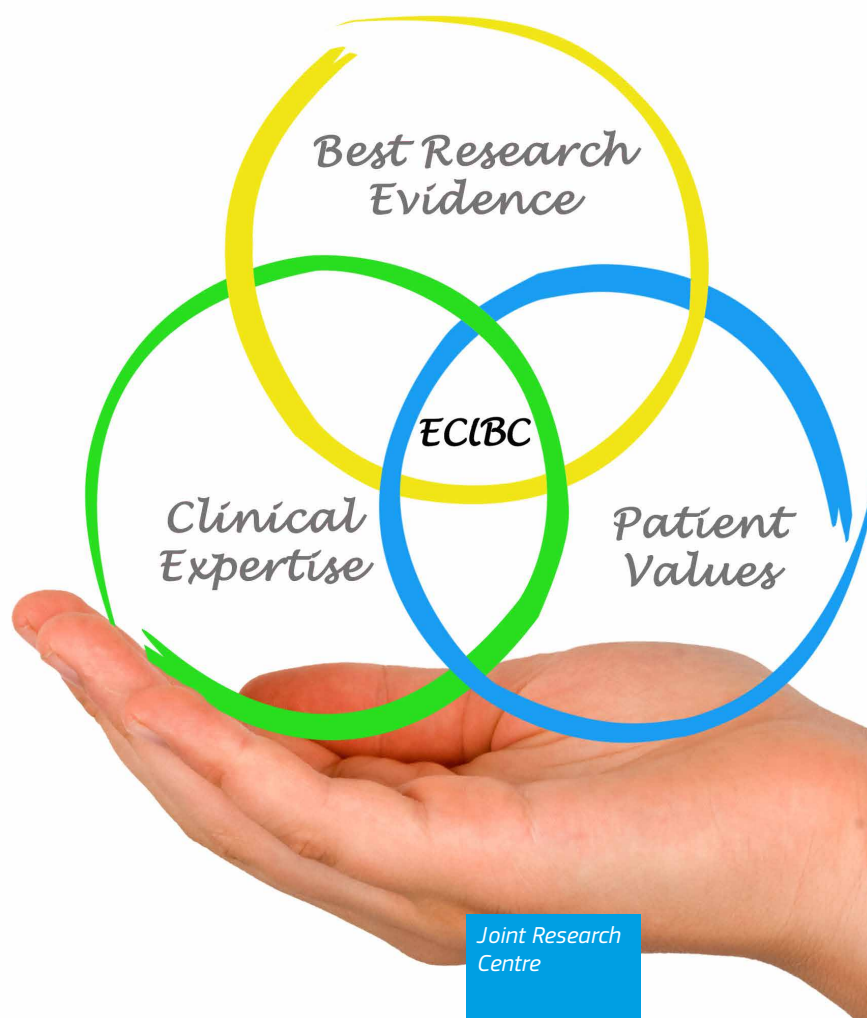 Best Research
Evidence
ECIBC
Clinical
Expertise
Patient
Values
Joint Research
Centre